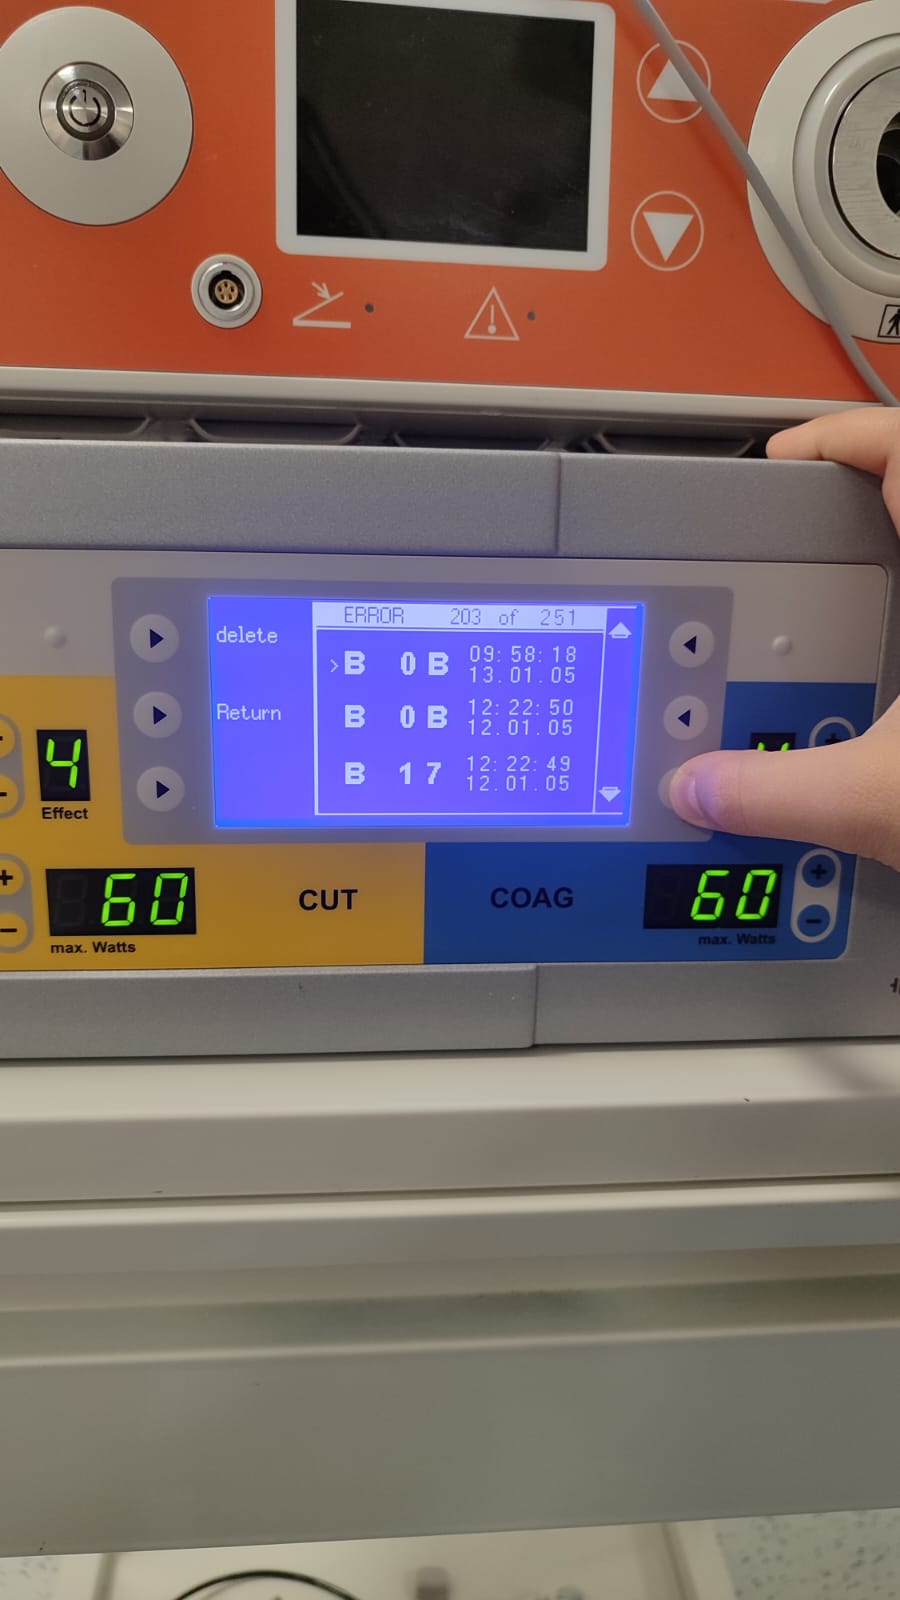 ERROR 203 of 251
delete
>B 0B 09:58:18
13.01.05
Return
B 0B 12:22:50
12.01.05
B 17 12:22:49
12.01.05
4
Effect
+
-
60
max. Watts
CUT
COAG
60
max. Watts
+
-